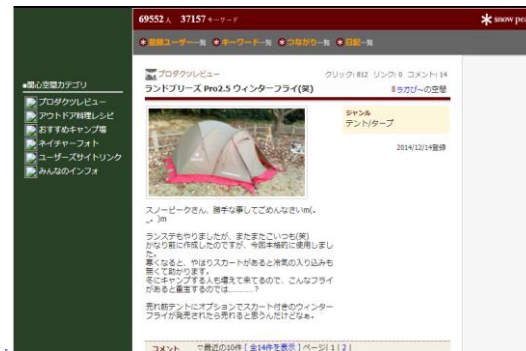 69552人 37157キーワード
snow pea
登録ユーザー一覧 キーワード一覧 つながり一覧 日記一覧
■関心空間カテゴリ
プロダクツレビュー
アウトドア料理レシピ
おすすめキャンプ場
ネイチャーフォト
ユーザーズサイトリンク
みんなのインフォ
プロダクツレビュー
クリック: 812 リンク: 0 コメント: 14
ランドブリーズ Pro2.5 ウィンターフライ(笑)
ラガび〜の空間
ジャンル
テント/タープ
2014/12/14登録
スノーピークさん、勝手な事してごめんなさいm(。
_。)m
ランステもやりましたが、またまたこいつも(笑)
かなり前に作成したのですが、今回本格的に使用しまし
た。
寒くなると、やはりスカートがあると冷気の入り込みも
無くて助かります。
冬にキャンプする人も増えて来てるので、こんなフライ
があると重宝するのでは………?
売れ筋テントにオプションでスカート付きのウィンター
フライが発売されたら売れると思うんだけどなぁ。
コメント ▽最近の10件 [ 全14件を表示 ] ページ| 1 | 2 |